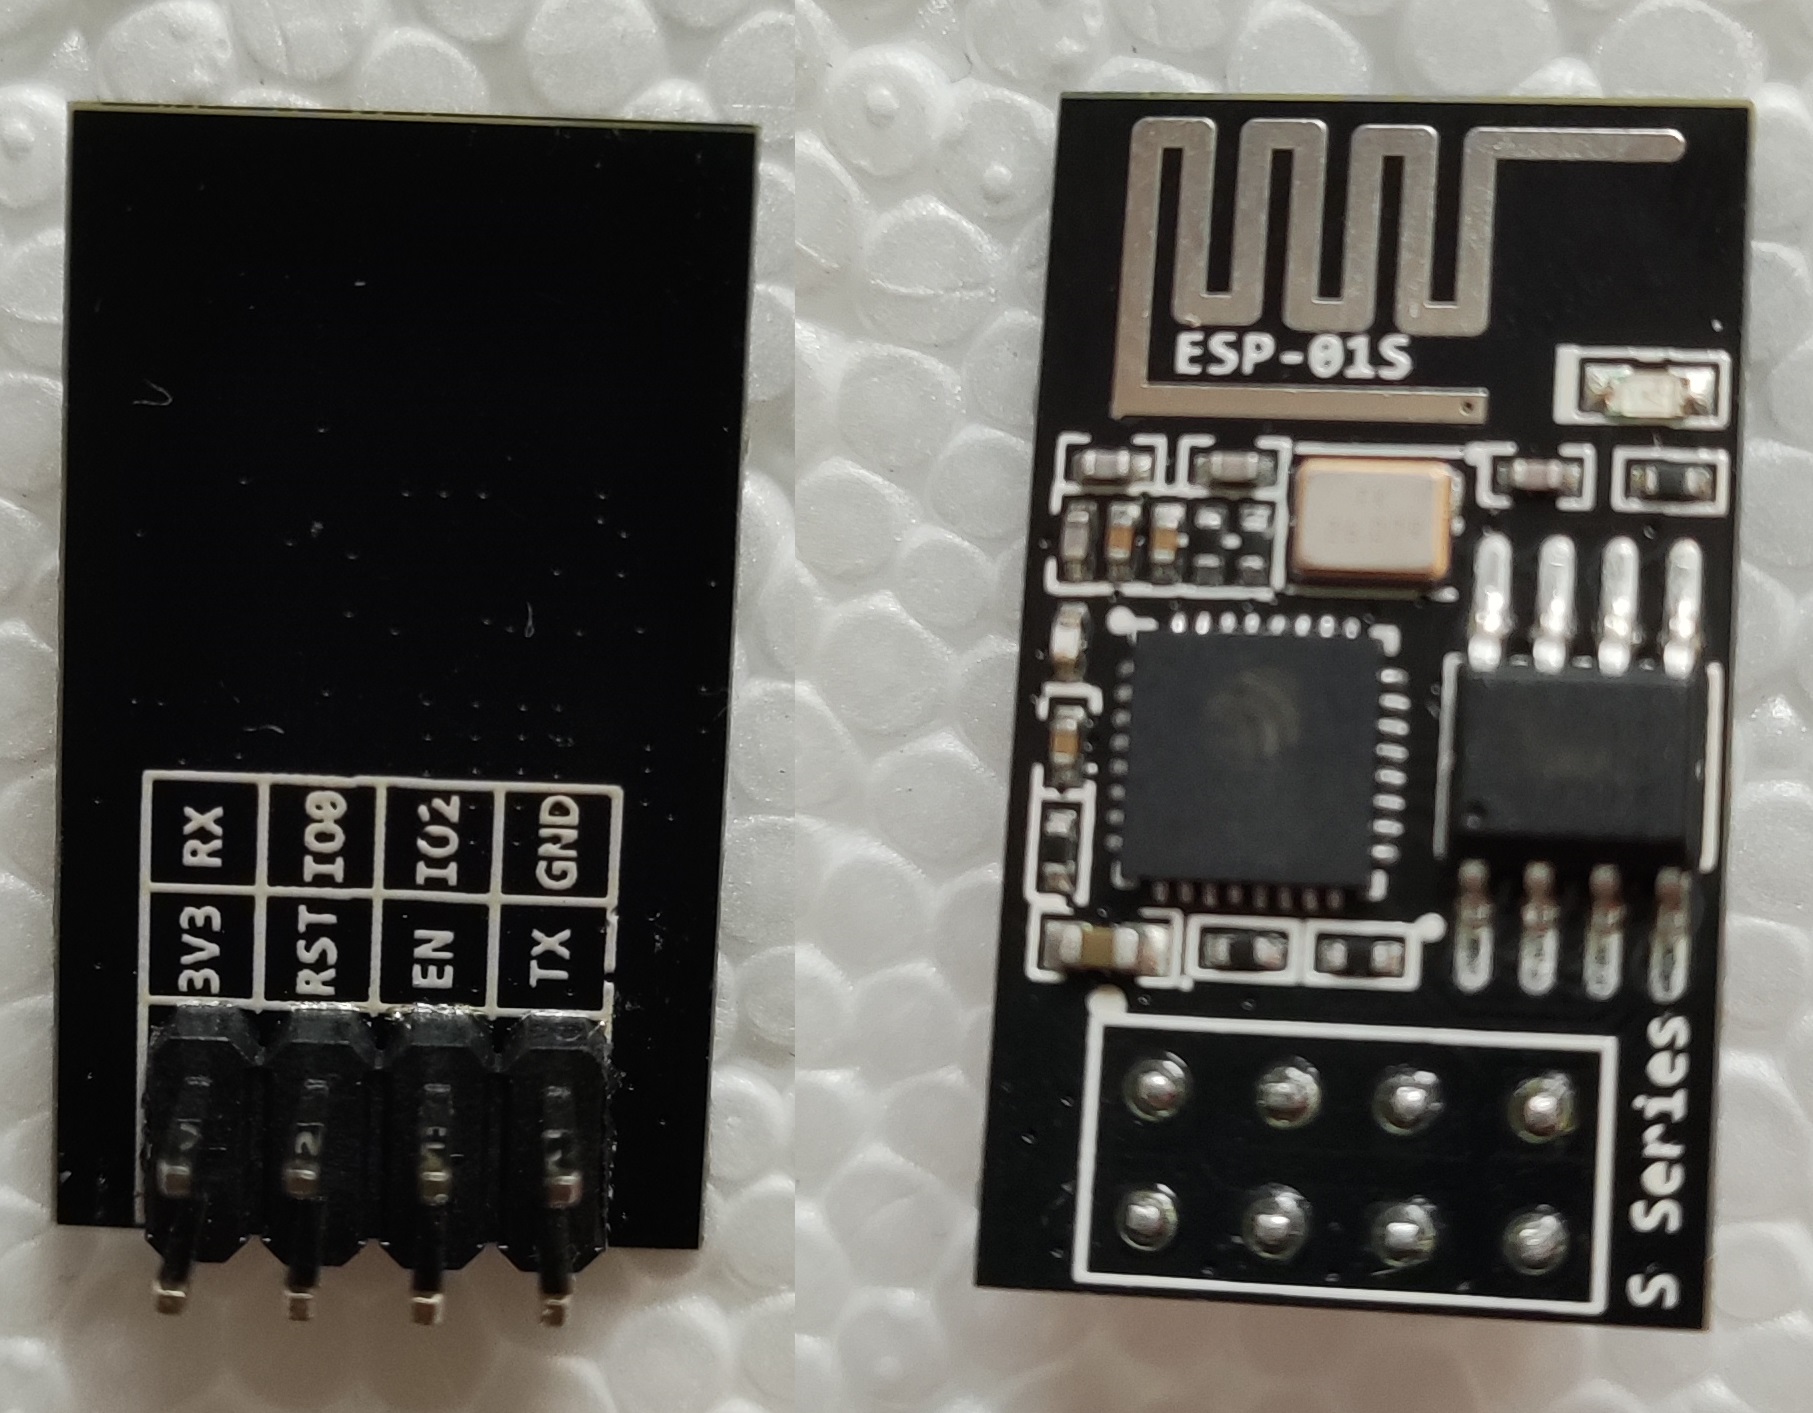 RX IO0 IO2 GND
3V3 RST EN TX
ESP-01S
S Series